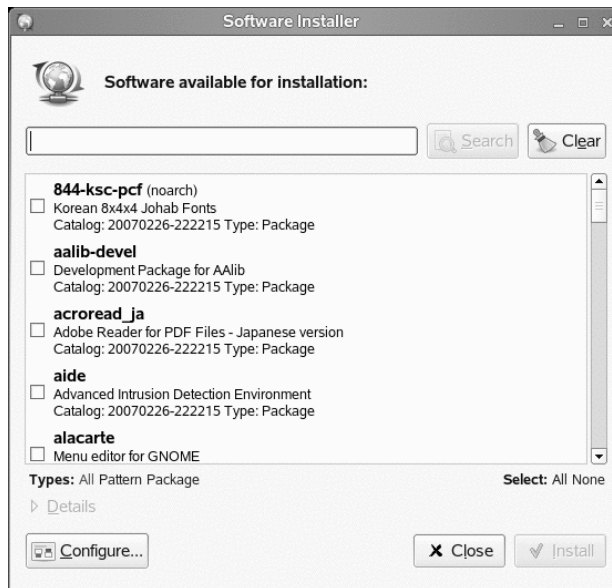 Software Installer
Software available for installation:
Search
Clear
844-ksc-pcf (noarch)
Korean 8x4x4 Johab Fonts
Catalog: 20070226-222215 Type: Package
aalib-devel
Development Package for AAlib
Catalog: 20070226-222215 Type: Package
acroread_ja
Adobe Reader for PDF Files - Japanese version
Catalog: 20070226-222215 Type: Package
aide
Advanced Intrusion Detection Environment
Catalog: 20070226-222215 Type: Package
alacarte
Menu editor for GNOME
Types: All Pattern Package
Select: All None
Details
Configure...
Close
Install